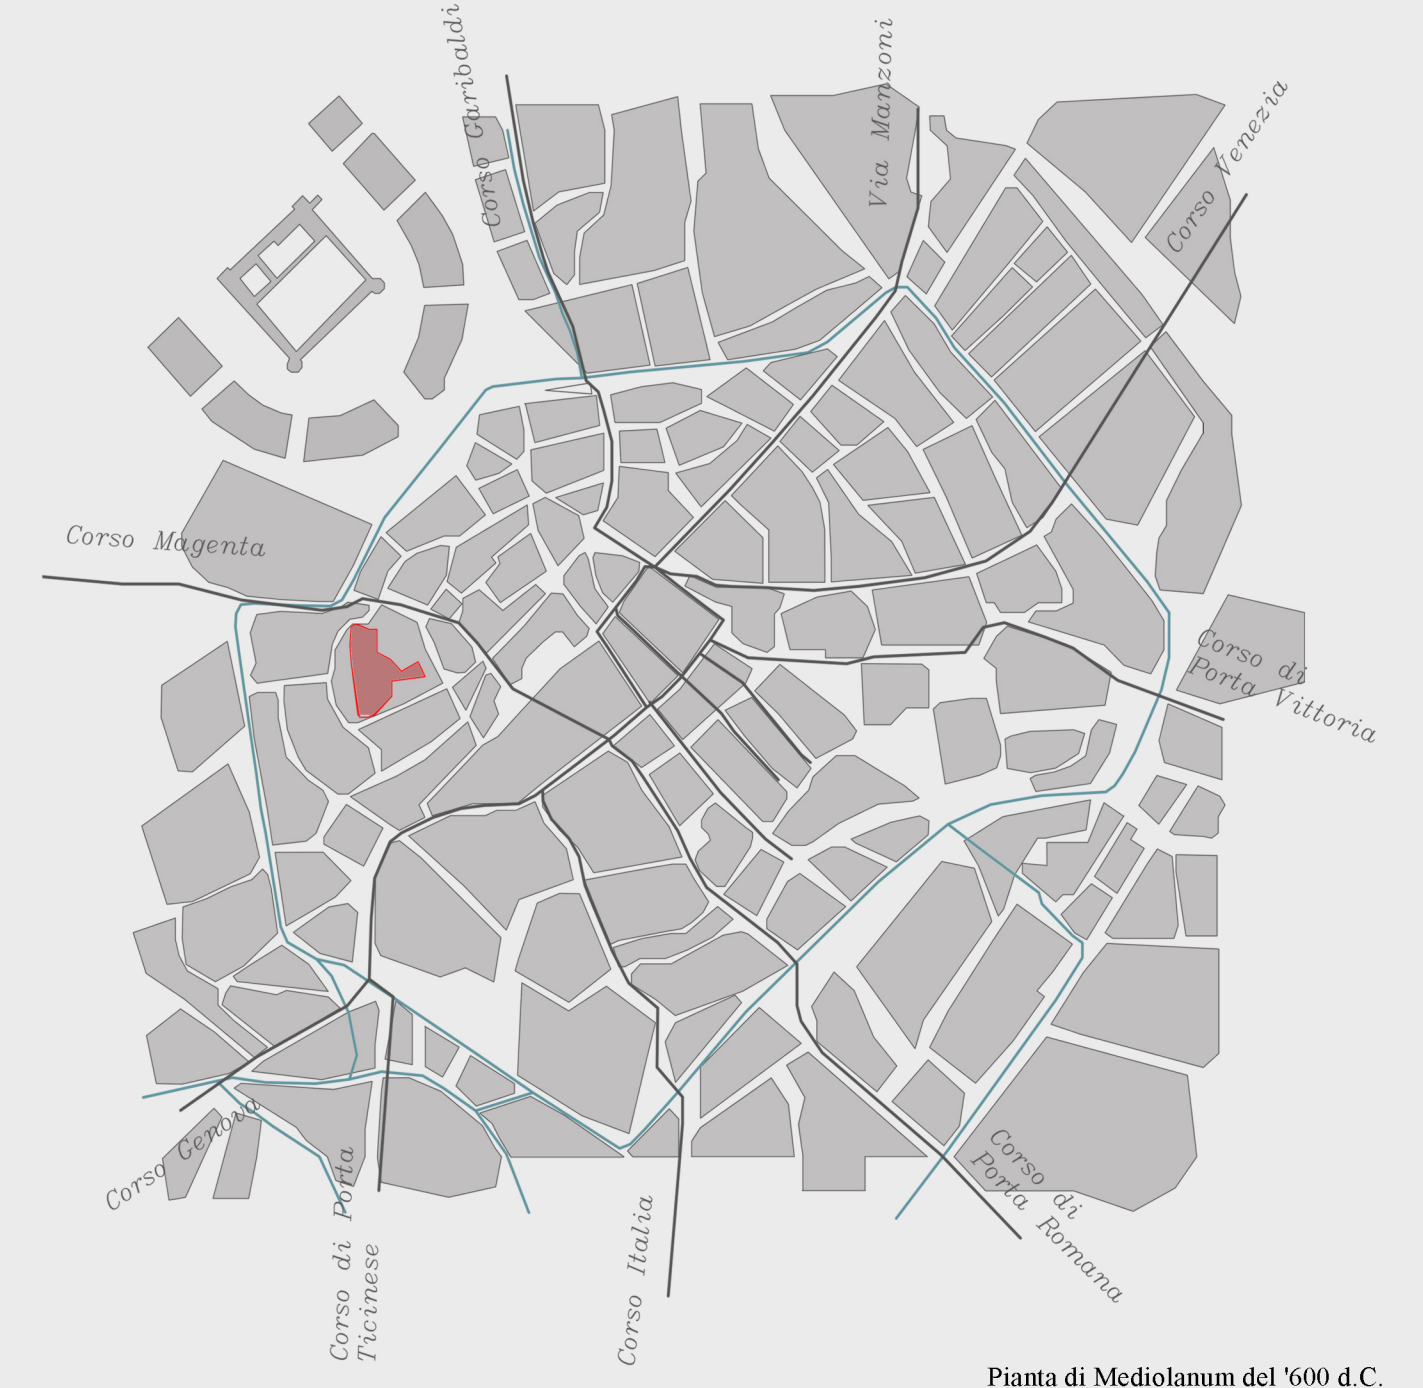 Corso Garibaldi
Via Manzoni
Corso Venezia
Corso Magenta
Corso di
Porta Vittoria
Corso Genova
Corso di Porta
Ticinese
Corso Italia
Corso di
Porta Romana
Pianta di Mediolanum del '600 d.C.